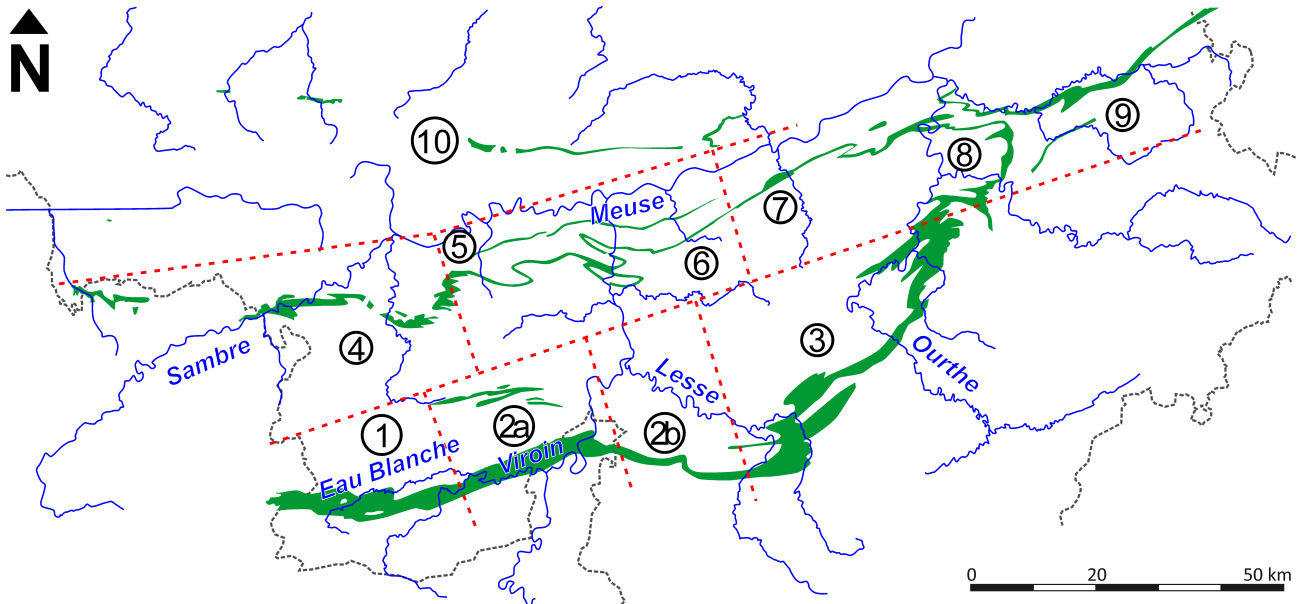 N
10
9
8
7
Meuse
5
6
4
3
Sambre
Ourthe
Lesse
1
2a
2b
Eau Blanche
Viroin
0 20 50 km